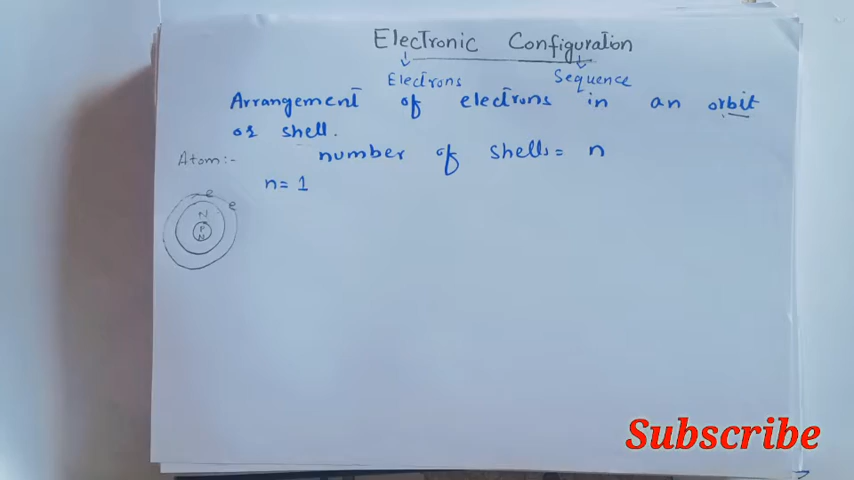 Electronic Configuration
Electrons Sequence
Arrangement of electrons in an orbit
or shell.
Atom:- number of shells = n
n= 1
e
e
N
P
N
Subscribe